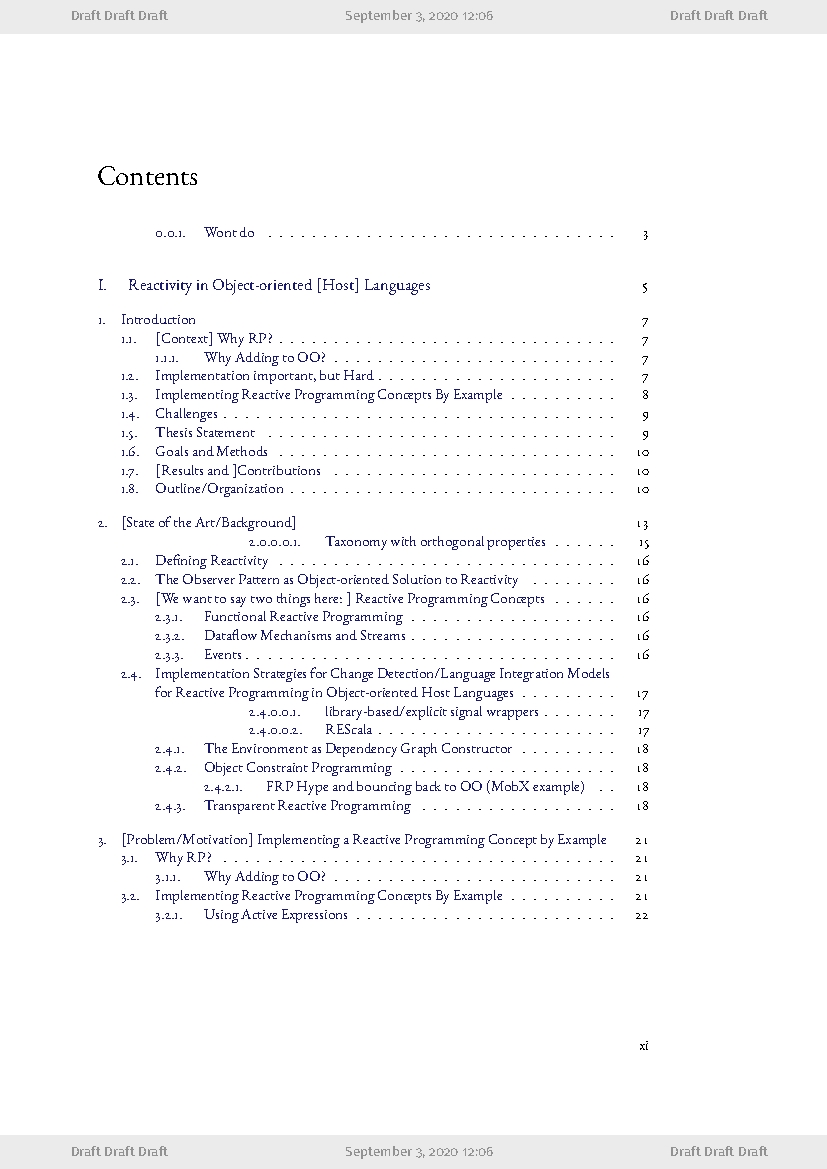 Draft Draft Draft September 3, 2020 12:06 Draft Draft Draft
Contents
0.0.1. Wont do . . . . . . . . . . . . . . . . . . . . . . . . . . . . . . . . 3
I. Reactivity in Object-oriented [Host] Languages 5
1. Introduction 7
1.1. [Context] Why RP? . . . . . . . . . . . . . . . . . . . . . . . . . . . . . . . 7
1.1.1. Why Adding to OO? . . . . . . . . . . . . . . . . . . . . . . . . . . 7
1.2. Implementation important, but Hard . . . . . . . . . . . . . . . . . . . . . . 7
1.3. Implementing Reactive Programming Concepts By Example . . . . . . . . . . 8
1.4. Challenges . . . . . . . . . . . . . . . . . . . . . . . . . . . . . . . . . . . . 9
1.5. Thesis Statement . . . . . . . . . . . . . . . . . . . . . . . . . . . . . . . . 9
1.6. Goals and Methods . . . . . . . . . . . . . . . . . . . . . . . . . . . . . . . 10
1.7. [Results and ]Contributions . . . . . . . . . . . . . . . . . . . . . . . . . . 10
1.8. Outline/Organization . . . . . . . . . . . . . . . . . . . . . . . . . . . . . . 10
2. [State of the Art/Background] 13
2.0.0.0.1. Taxonomy with orthogonal properties . . . . . . 15
2.1. Defining Reactivity . . . . . . . . . . . . . . . . . . . . . . . . . . . . . . . 16
2.2. The Observer Pattern as Object-oriented Solution to Reactivity . . . . . . . . 16
2.3. [We want to say two things here: ] Reactive Programming Concepts . . . . . . 16
2.3.1. Functional Reactive Programming . . . . . . . . . . . . . . . . . . . 16
2.3.2. Dataflow Mechanisms and Streams . . . . . . . . . . . . . . . . . . . 16
2.3.3. Events . . . . . . . . . . . . . . . . . . . . . . . . . . . . . . . . . . 16
2.4. Implementation Strategies for Change Detection/Language Integration Models
for Reactive Programming in Object-oriented Host Languages . . . . . . . . . 17
2.4.0.0.1. library-based/explicit signal wrappers . . . . . . . 17
2.4.0.0.2. REScala . . . . . . . . . . . . . . . . . . . . . . 17
2.4.1. The Environment as Dependency Graph Constructor . . . . . . . . . 18
2.4.2. Object Constraint Programming . . . . . . . . . . . . . . . . . . . . 18
2.4.2.1. FRP Hype and bouncing back to OO (MobX example) . . 18
2.4.3. Transparent Reactive Programming . . . . . . . . . . . . . . . . . . 18
3. [Problem/Motivation] Implementing a Reactive Programming Concept by Example 21
3.1. Why RP? . . . . . . . . . . . . . . . . . . . . . . . . . . . . . . . . . . . . 21
3.1.1. Why Adding to OO? . . . . . . . . . . . . . . . . . . . . . . . . . . 21
3.2. Implementing Reactive Programming Concepts By Example . . . . . . . . . . 21
3.2.1. Using Active Expressions . . . . . . . . . . . . . . . . . . . . . . . . 22
xi
Draft Draft Draft September 3, 2020 12:06 Draft Draft Draft